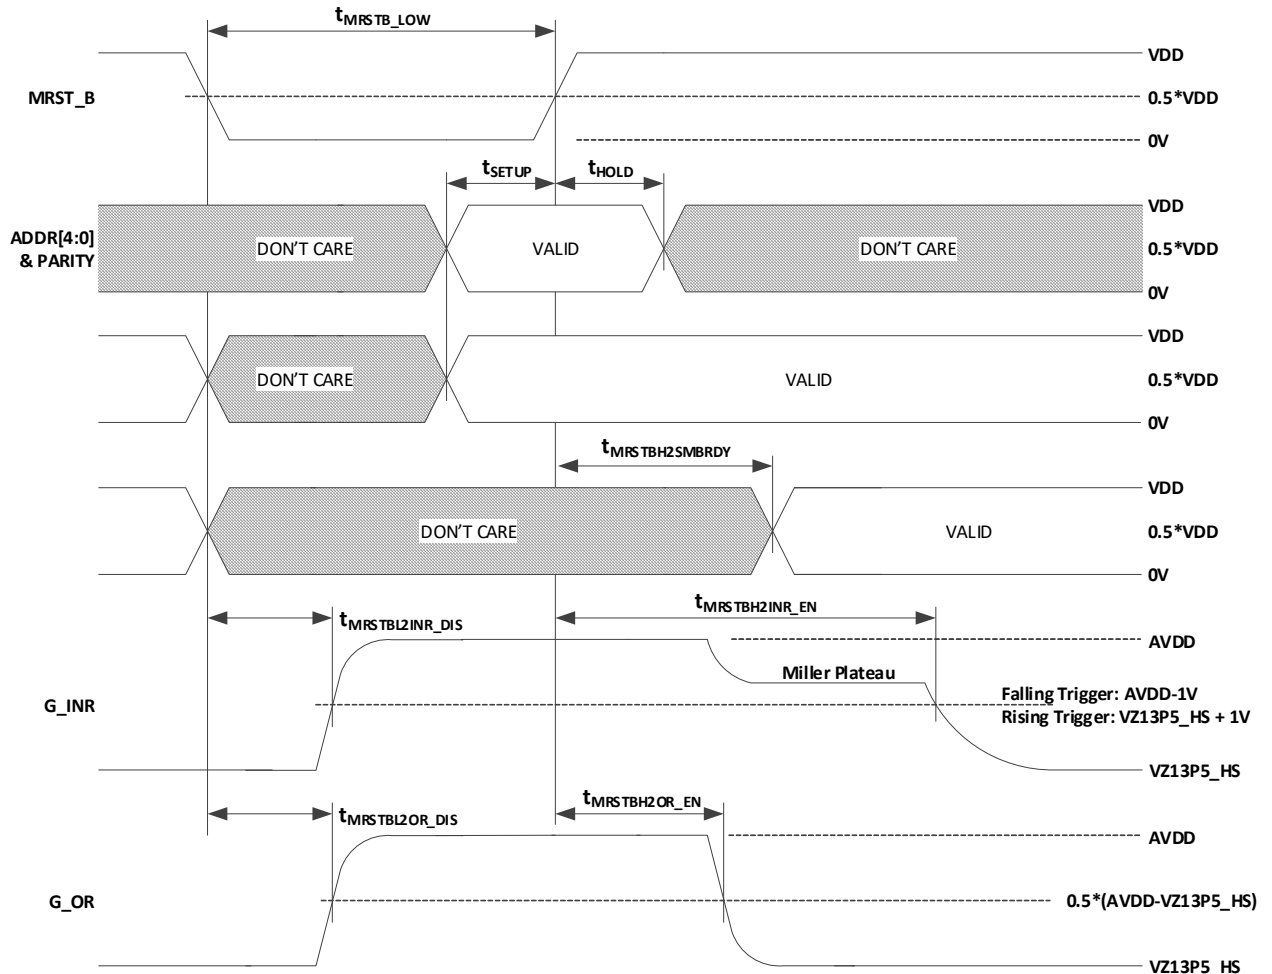 tMRSTB_LOW
VDD
MRST_B
0.5*VDD
0V
tSETUP
tHOLD
VDD
ADDR[4:0]
& PARITY
DON'T CARE
VALID
DON'T CARE
0.5*VDD
0V
VDD
DON'T CARE
VALID
0.5*VDD
0V
tMRSTBH2SMBRDY
VDD
DON'T CARE
VALID
0.5*VDD
0V
tMRSTBL2INR_DIS
tMRSTBH2INR_EN
AVDD
Miller Plateau
G_INR
Falling Trigger: AVDD-1V
Rising Trigger: VZ13P5_HS + 1V
VZ13P5_HS
tMRSTBL2OR_DIS
tMRSTBH2OR_EN
AVDD
G_OR
0.5*(AVDD-VZ13P5_HS)
VZ13P5_HS